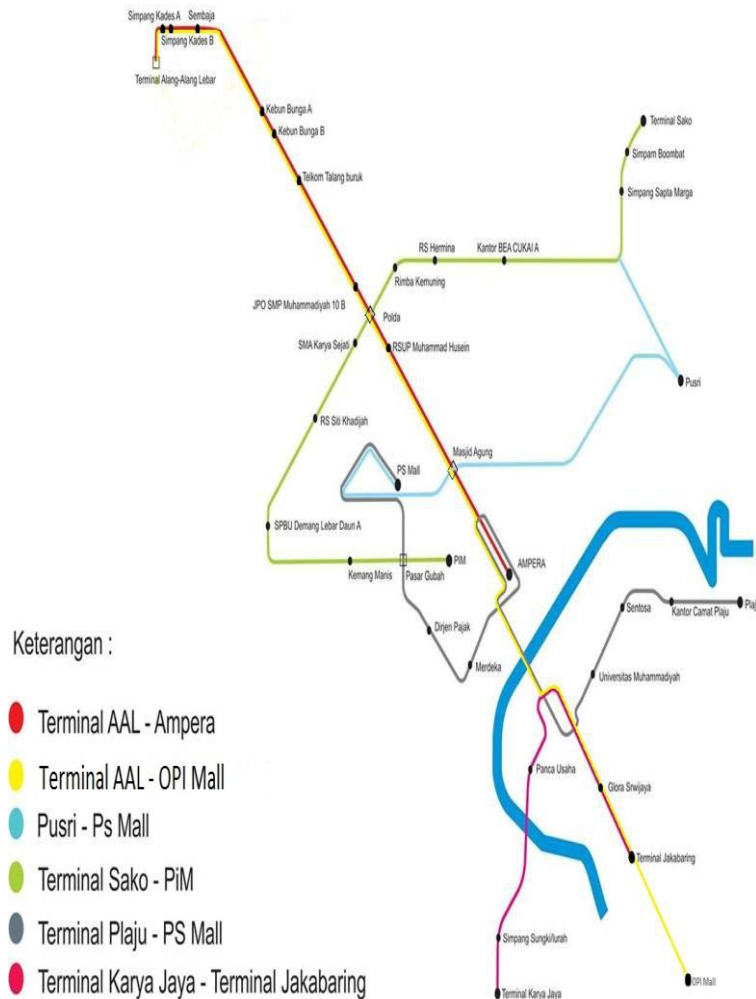 Simpang Kades A
Sembaja
Simpang Kades B
Terminal Alang-Alang Lebar
Kebun Bunga A
Kebun Bunga B
Telkom Talang buruk
Terminal Sako
Simpam Boombat
Simpang Sapta Marga
RS Hermina
Kantor BEA CUKAI A
Rimba Kemuning
JPO SMP Muhammadiyah 10 B
Polda
SMA Karya Sejati
RSUP Muhammad Husein
Pusri
RS Siti Khadijah
Masjid Agung
PS Mall
SPBU Demang Lebar Daun A
Kemang Manis
Pasar Gubah
PIM
AMPERA
Dirjen Pajak
Merdeka
Sentosa
Kantor Camat Plaju
Plaj
Universitas Muhammadiyah
Panca Usaha
Glora Srwijaya
Terminal Jakabaring
Simpang Sungki/lurah
Terminal Karya Jaya
OPI Mall
Keterangan :
Terminal AAL - Ampera
Terminal AAL - OPI Mall
Pusri - Ps Mall
Terminal Sako - PiM
Terminal Plaju - PS Mall
Terminal Karya Jaya - Terminal Jakabaring